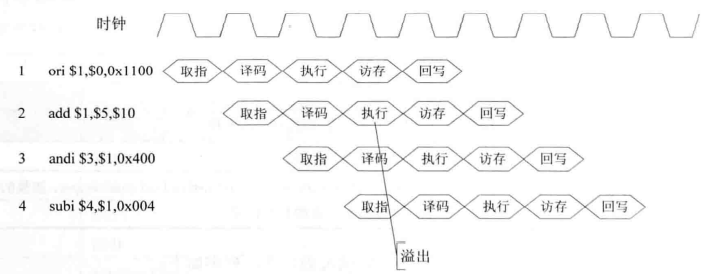 时钟
1 ori $1,$0,0x1100 取指 译码 执行 访存 回写
2 add $1,$5,$10 取指 译码 执行 访存 回写
3 andi $3,$1,0x400 取指 译码 执行 访存 回写
4 subi $4,$1,0x004 取指 译码 执行 访存 回写
溢出